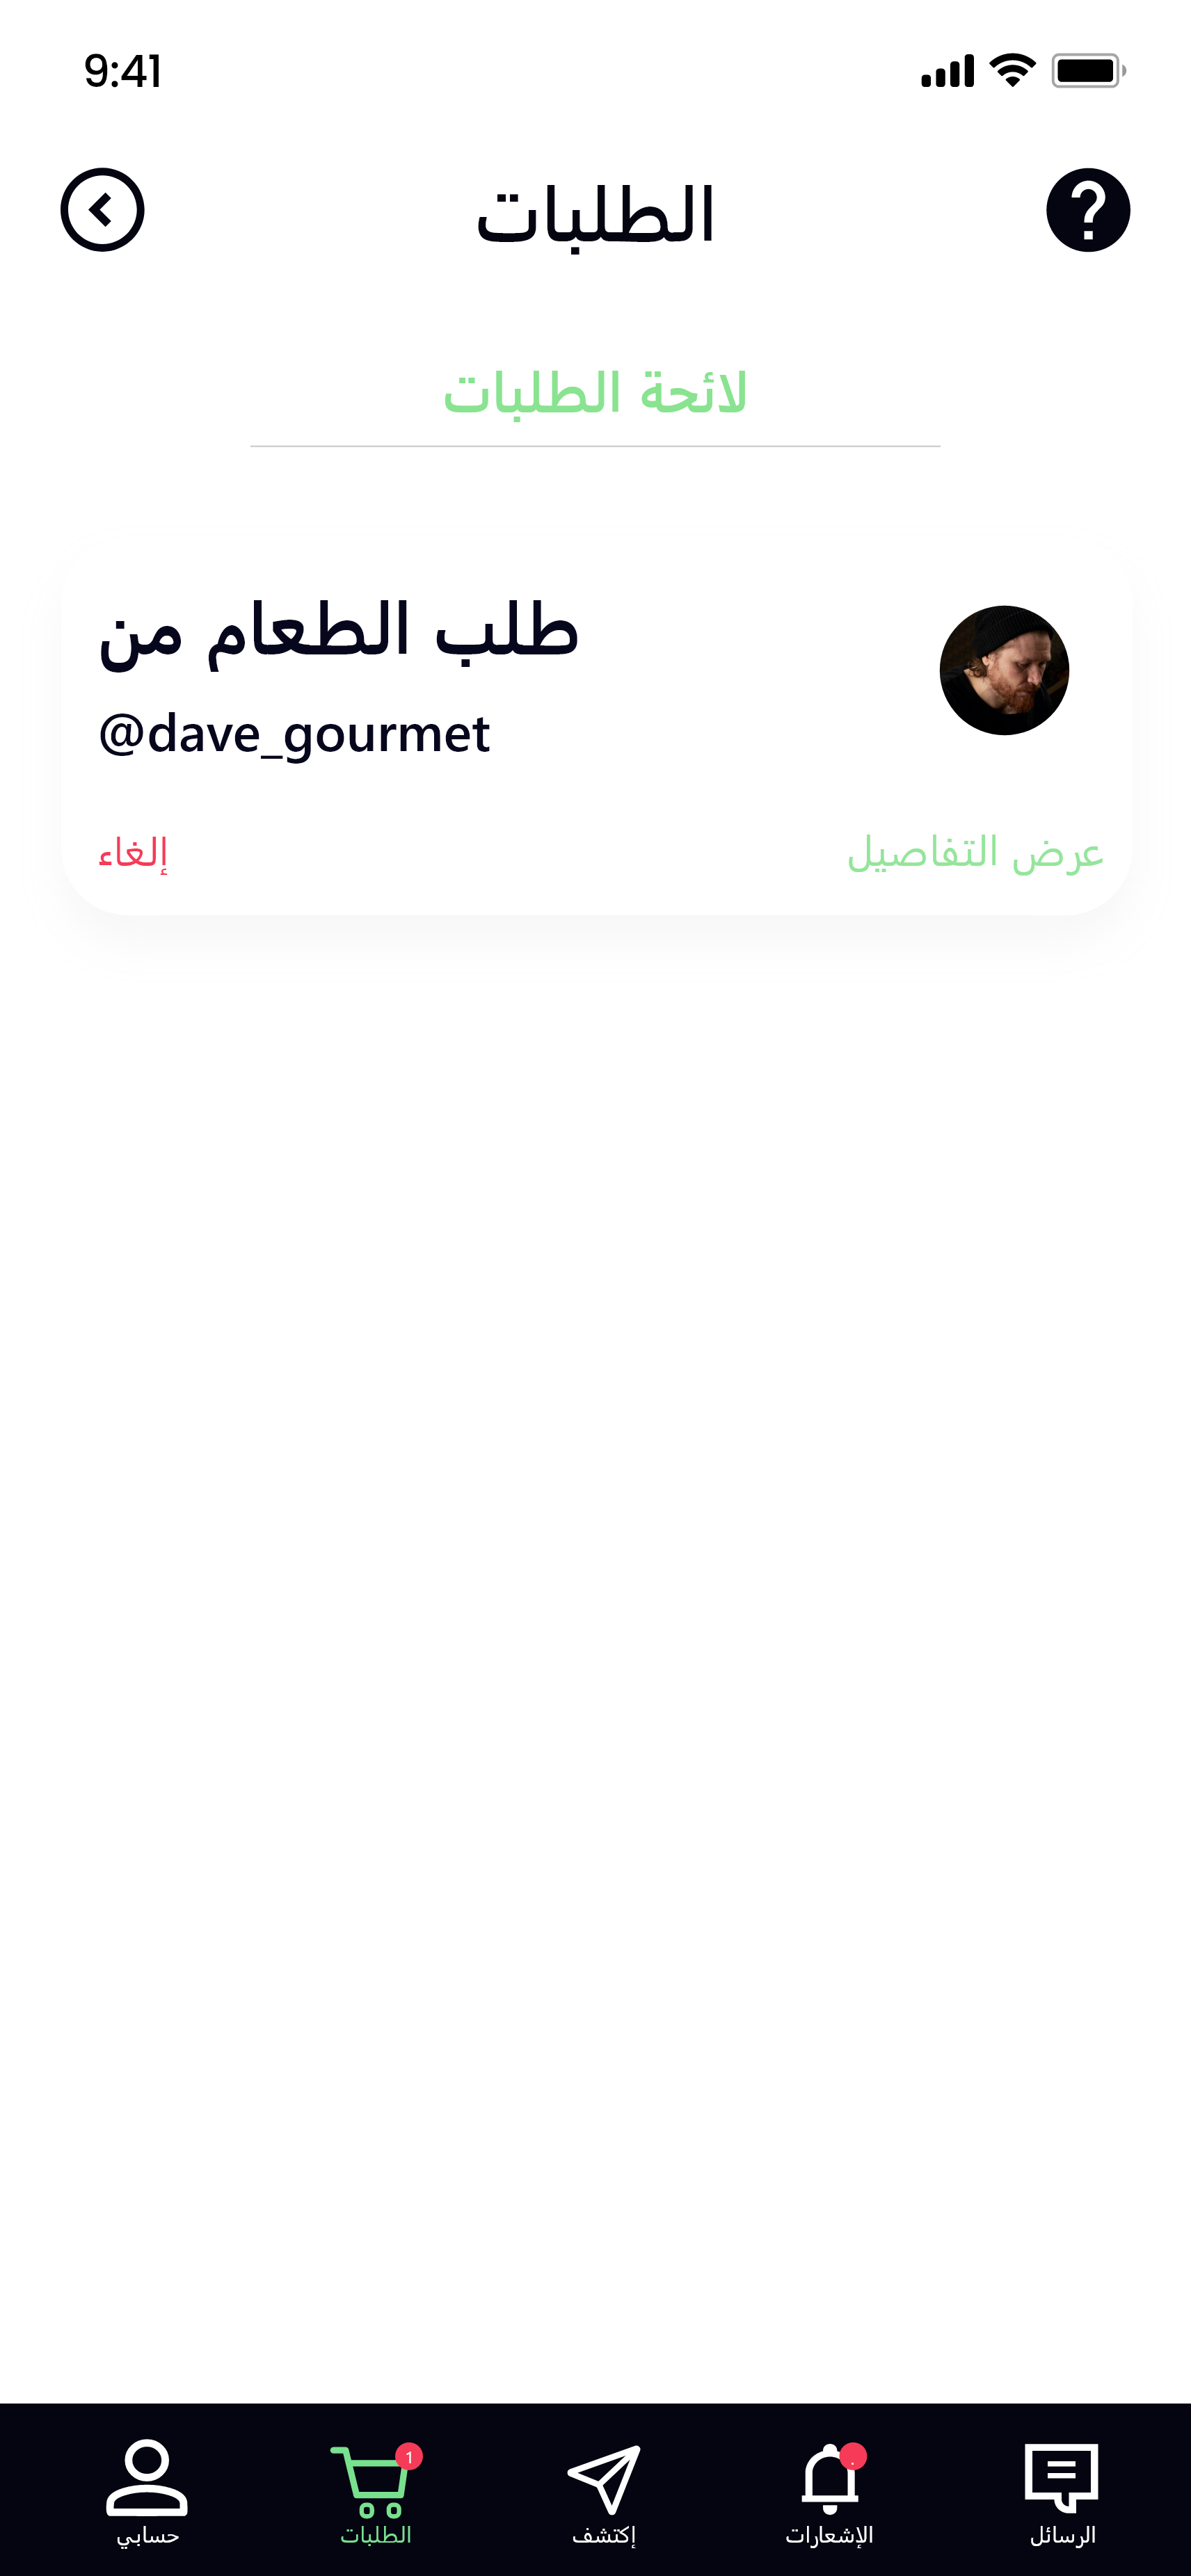 9:41
الطلبات
لائحة الطلبات
طلب الطعام من
@dave_gourmet
عرض التفاصيل
إلغاء
1
.
الرسائل
الإشعارات
إكتشف
الطلبات
حسابي